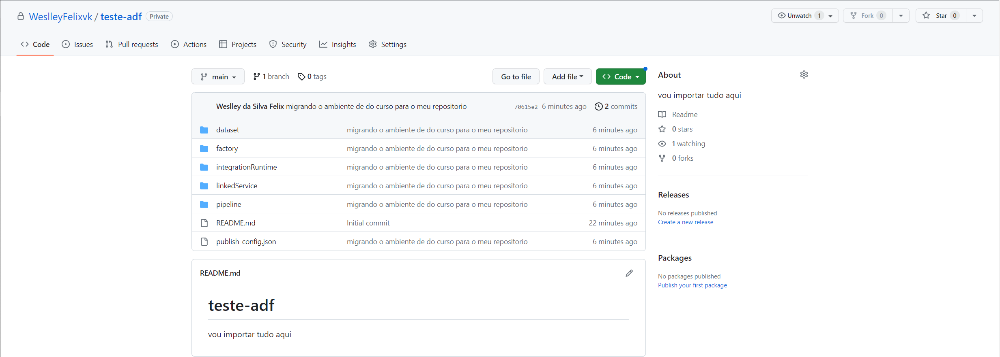 WeslleyFelixvk / teste-adf Private
Unwatch 1 Fork 0 Star 0
Code Issues Pull requests Actions Projects Security Insights Settings
main 1 branch 0 tags Go to file Add file Code
Weslley da Silva Felix migrando o ambiente de do curso para o meu repositorio 70615e2 6 minutes ago 2 commits
dataset migrando o ambiente de do curso para o meu repositorio 6 minutes ago
factory migrando o ambiente de do curso para o meu repositorio 6 minutes ago
integrationRuntime migrando o ambiente de do curso para o meu repositorio 6 minutes ago
linkedService migrando o ambiente de do curso para o meu repositorio 6 minutes ago
pipeline migrando o ambiente de do curso para o meu repositorio 6 minutes ago
README.md Initial commit 22 minutes ago
publish_config.json migrando o ambiente de do curso para o meu repositorio 6 minutes ago
README.md
teste-adf
vou importar tudo aqui
About
vou importar tudo aqui
Readme
0 stars
1 watching
0 forks
Releases
No releases published
Create a new release
Packages
No packages published
Publish your first package